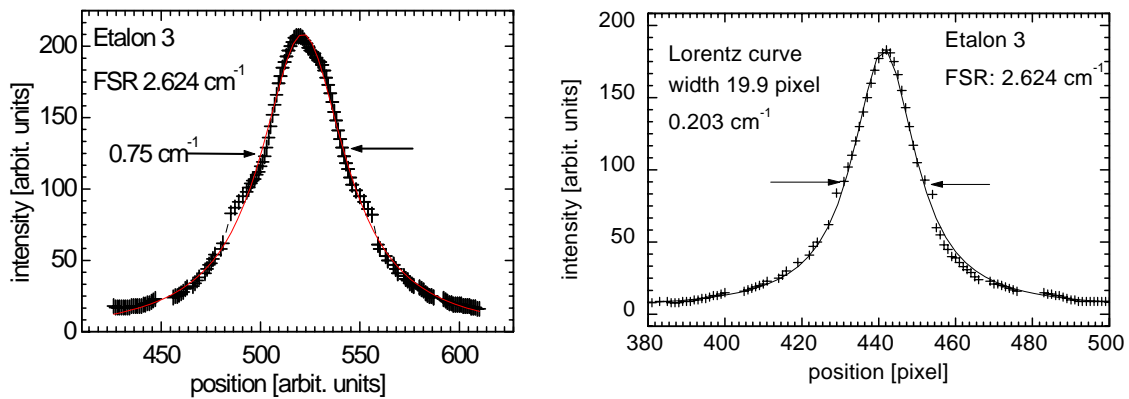 Etalon 3
FSR 2.624 cm-1
0.75 cm-1
intensity [arbit. units]
200
150
100
50
0
450 500 550 600
position [arbit. units]
Lorentz curve
width 19.9 pixel
0.203 cm-1
Etalon 3
FSR: 2.624 cm-1
intensity [arbit. units]
200
150
100
50
0
380 400 420 440 460 480 500
position [pixel]